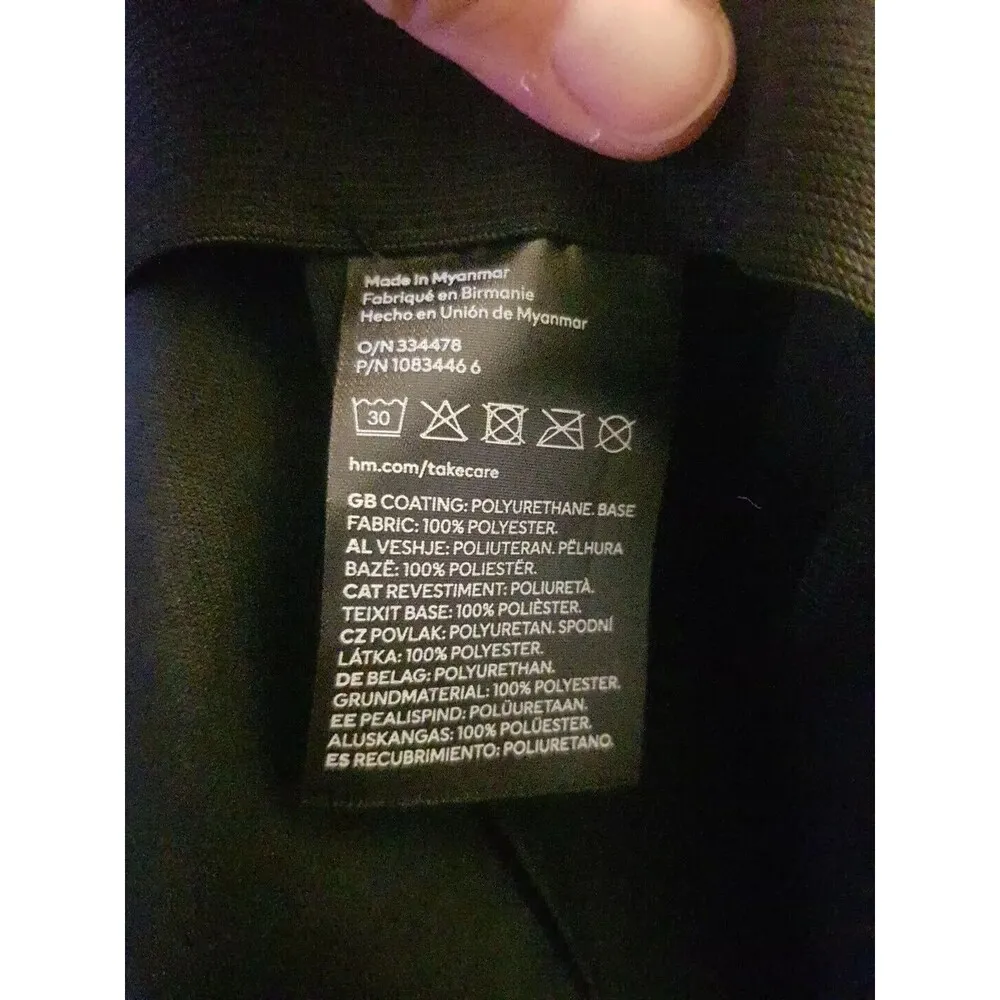 Made in Myanmar
Fabriqué en Birmanie
Hecho en Unión de Myanmar
O/N 334478
P/N 1083446 6
30
hm.com/takecare
GB COATING: POLYURETHANE. BASE
FABRIC: 100% POLYESTER.
AL VESHJE: POLIUTERAN. PËLHURA
BAZË: 100% POLIESTËR.
CAT REVESTIMENT: POLIURETÀ.
TEIXIT BASE: 100% POLIÈSTER.
CZ POVLAK: POLYURETAN. SPODNÍ
LÁTKA: 100% POLYESTER.
DE BELAG: POLYURETHAN.
GRUNDMATERIAL: 100% POLYESTER.
EE PEALISPIND: POLÜURETAAN.
ALUSKANGAS: 100% POLÜESTER.
ES RECUBRIMIENTO: POLIURETANO.